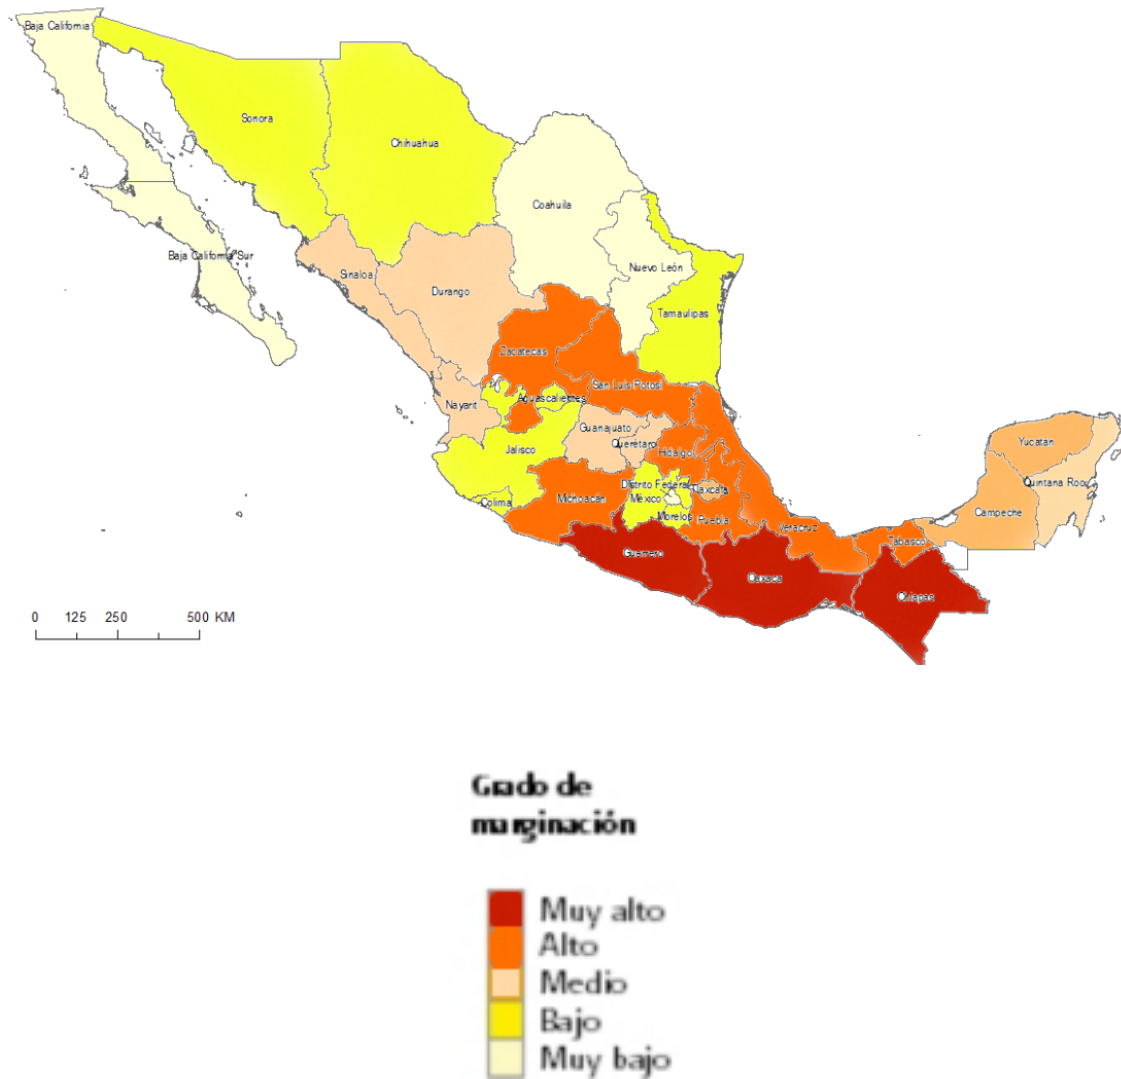 Baja California
Sonora
Chihuahua
Coahuila
Baja California Sur
Sinaloa
Nuevo León
Durango
Tamaulipas
Zacatecas
San Luis Potosí
Aguascalientes
Nayarit
Guanajuato
Jalisco
Querétaro
Hidalgo
Yucatan
Distrito Federal
Tlaxcala
Quintana Roo
México
Michoacán
Colima
Morelos
Puebla
Veracruz
Campeche
Tabasco
Guerrero
Oaxaca
Chiapas
0 125 250 500 KM
Grado de
marginación
Muy alto
Alto
Medio
Bajo
Muy bajo